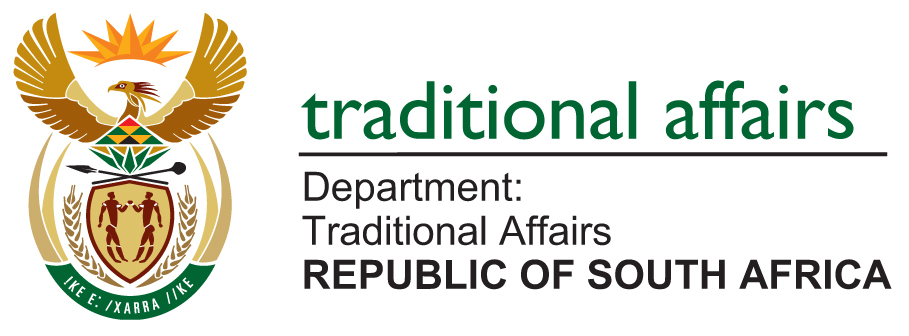 traditional affairs
Department:
Traditional Affairs
REPUBLIC OF SOUTH AFRICA
!KE E: /XARRA //KE